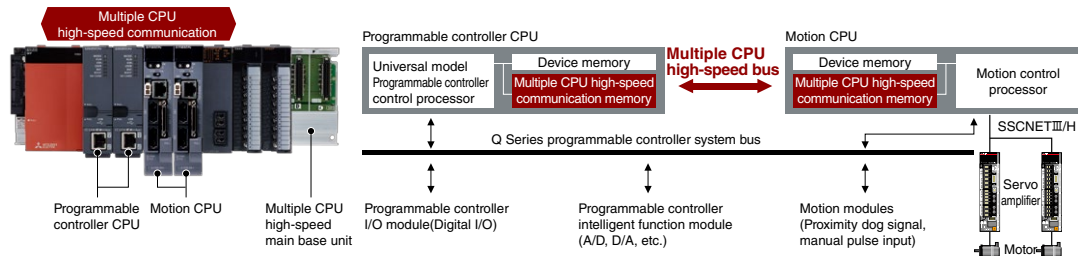 Multiple CPU
high-speed communication
Programmable
controller CPU
Motion CPU
Multiple CPU
high-speed
main base unit
Programmable controller CPU
Universal model
Programmable controller
control processor
Device memory
Multiple CPU high-speed
communication memory
Multiple CPU
high-speed bus
Motion CPU
Device memory
Multiple CPU high-speed
communication memory
Motion control
processor
SSCNETⅢ/H
Q Series programmable controller system bus
Programmable controller
I/O module(Digital I/O)
Programmable controller
intelligent function module
(A/D, D/A, etc.)
Motion modules
(Proximity dog signal,
manual pulse input)
Servo
amplifier
Motor